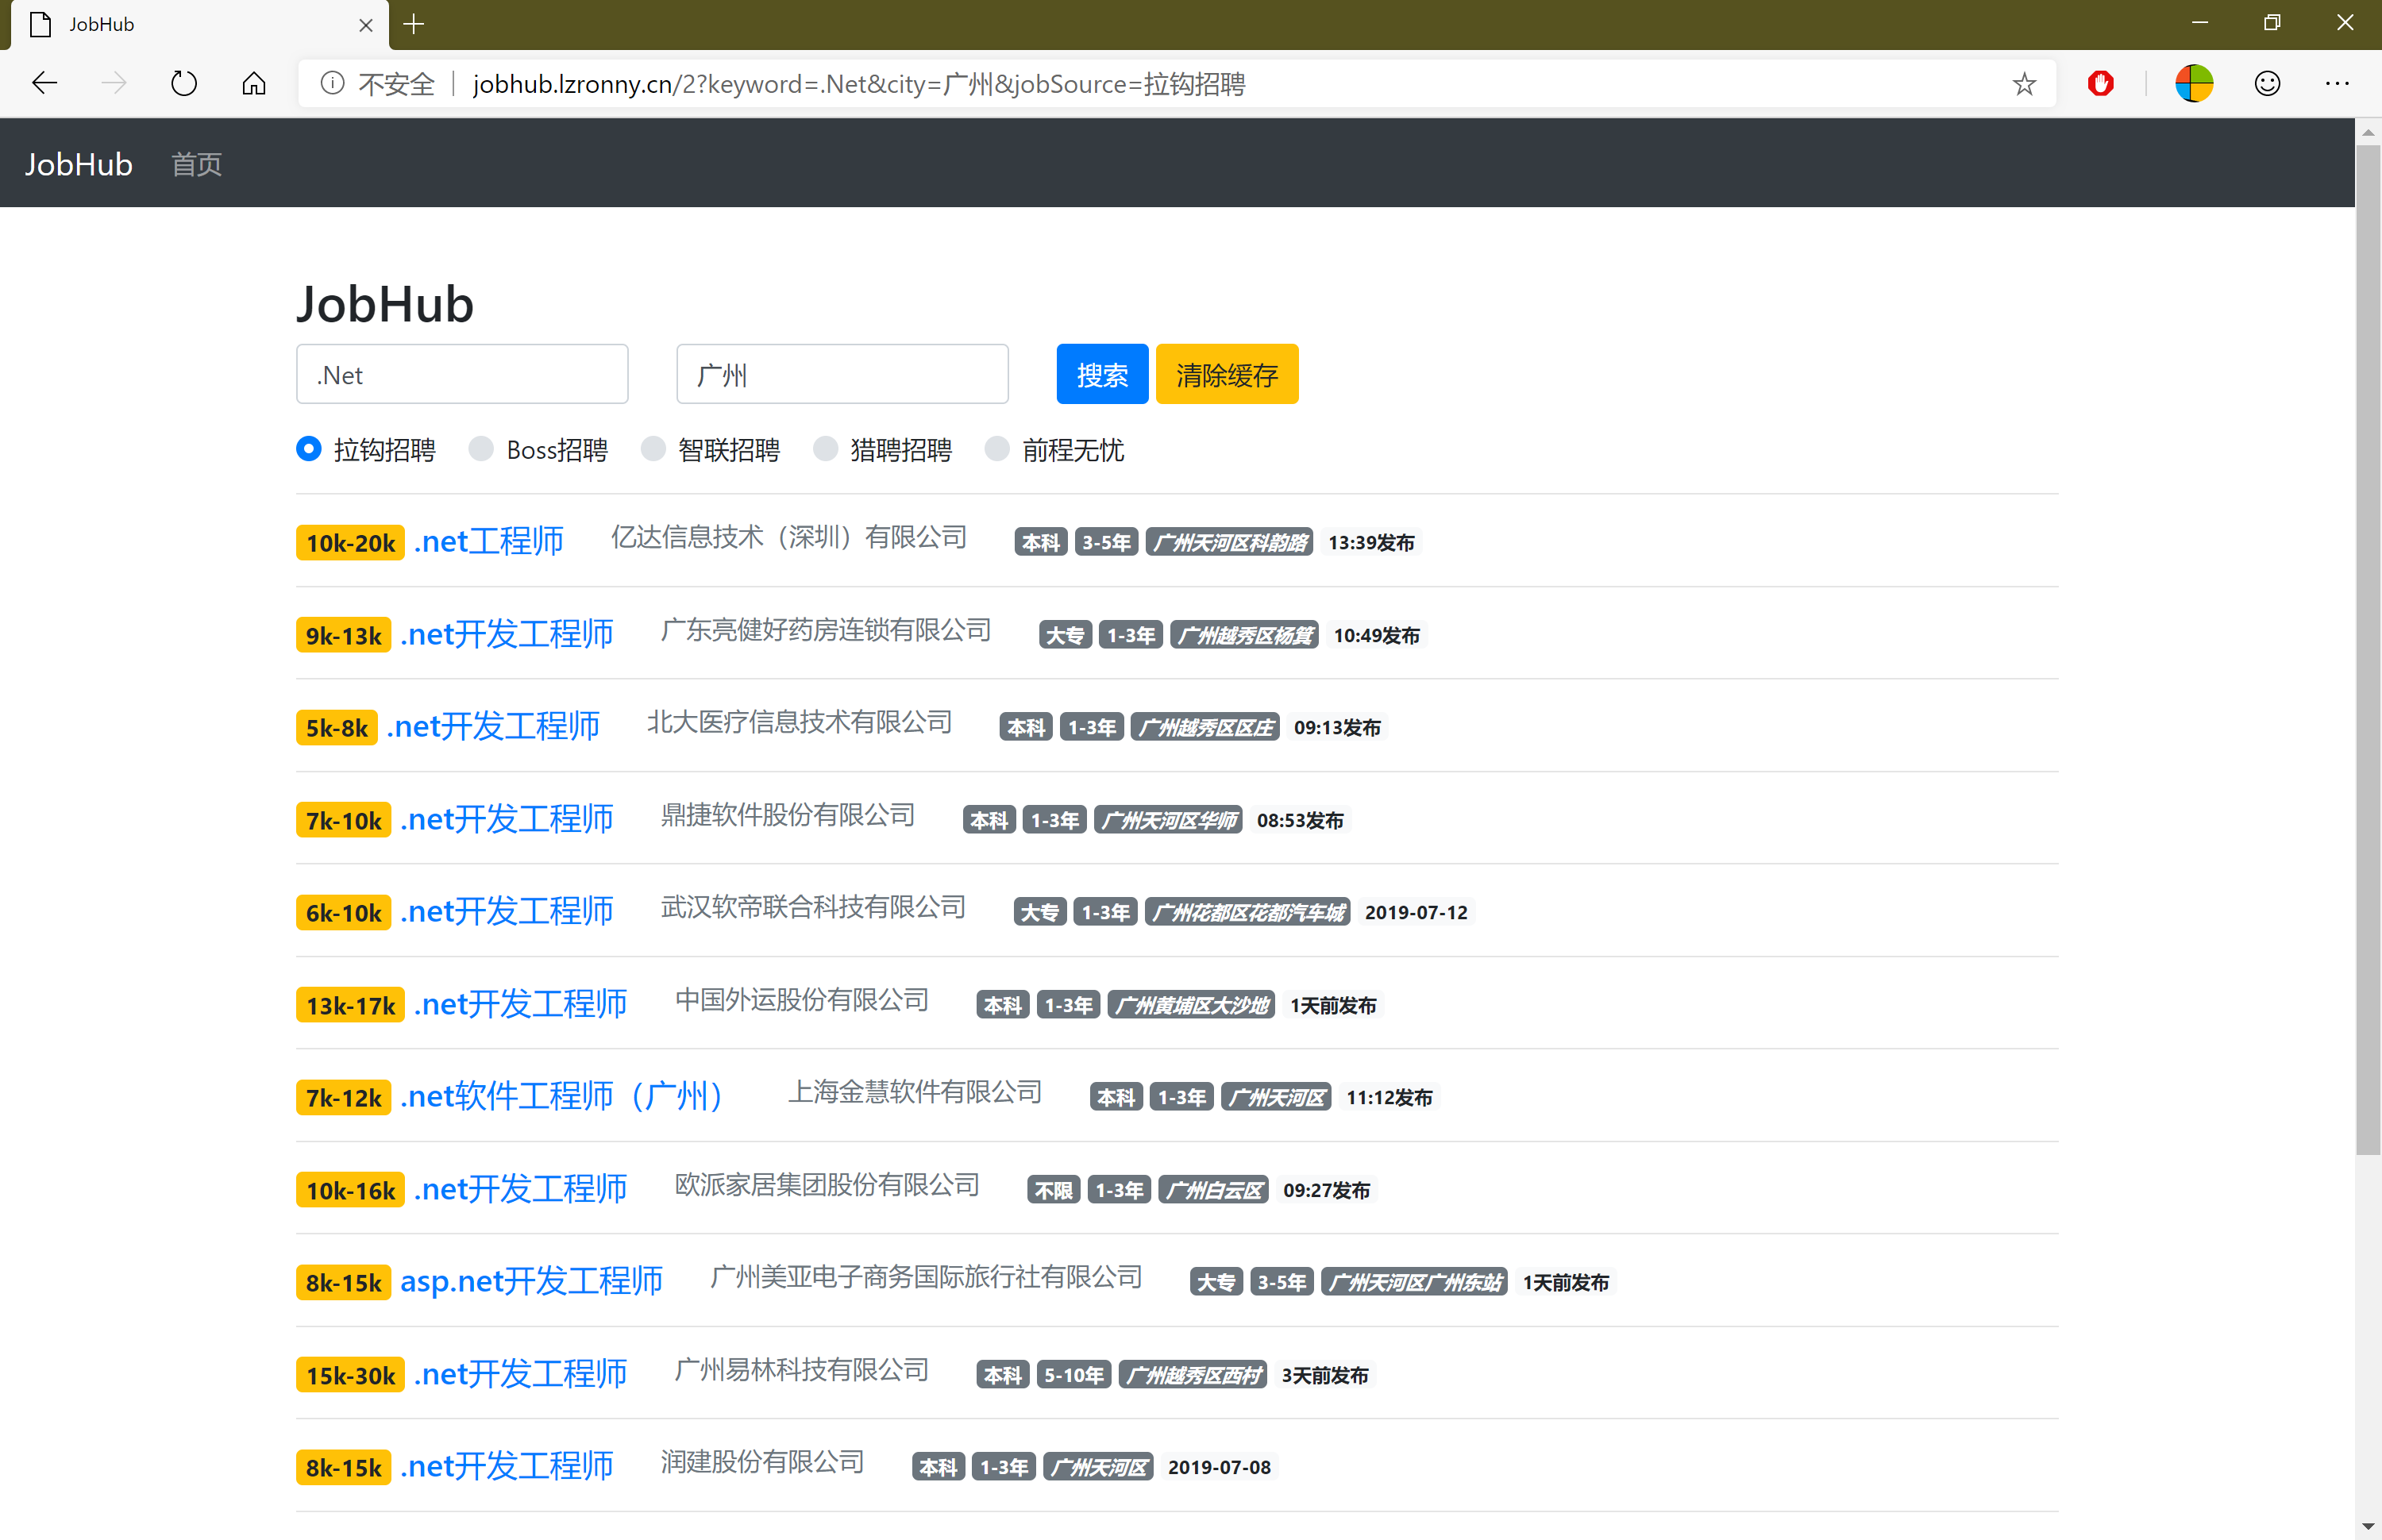 JobHub
不安全 jobhub.lzronny.cn/2?keyword=.Net&city=广州&jobSource=拉钩招聘
JobHub 首页
JobHub
.Net 广州 搜索 清除缓存
拉钩招聘 Boss招聘 智联招聘 猎聘招聘 前程无忧
10k-20k .net工程师 亿达信息技术（深圳）有限公司 本科 3-5年 广州天河区科韵路 13:39发布
9k-13k .net开发工程师 广东亮健好药房连锁有限公司 大专 1-3年 广州越秀区杨箕 10:49发布
5k-8k .net开发工程师 北大医疗信息技术有限公司 本科 1-3年 广州越秀区区庄 09:13发布
7k-10k .net开发工程师 鼎捷软件股份有限公司 本科 1-3年 广州天河区华师 08:53发布
6k-10k .net开发工程师 武汉软帝联合科技有限公司 大专 1-3年 广州花都区花都汽车城 2019-07-12
13k-17k .net开发工程师 中国外运股份有限公司 本科 1-3年 广州黄埔区大沙地 1天前发布
7k-12k .net软件工程师（广州） 上海金慧软件有限公司 本科 1-3年 广州天河区 11:12发布
10k-16k .net开发工程师 欧派家居集团股份有限公司 不限 1-3年 广州白云区 09:27发布
8k-15k asp.net开发工程师 广州美亚电子商务国际旅行社有限公司 大专 3-5年 广州天河区广州东站 1天前发布
15k-30k .net开发工程师 广州易林科技有限公司 本科 5-10年 广州越秀区西村 3天前发布
8k-15k .net开发工程师 润建股份有限公司 本科 1-3年 广州天河区 2019-07-08